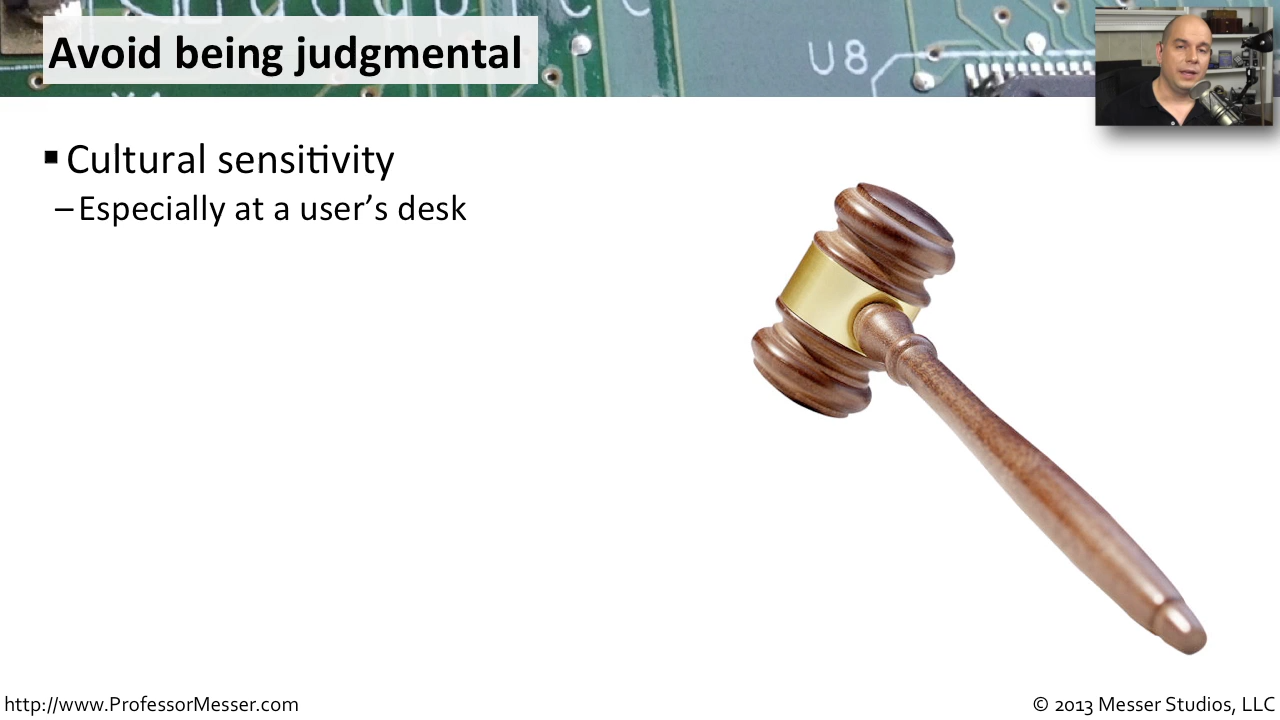 Avoid being judgmental
U8
▪ Cultural sensitivity
– Especially at a user’s desk
http://www.ProfessorMesser.com
© 2013 Messer Studios, LLC